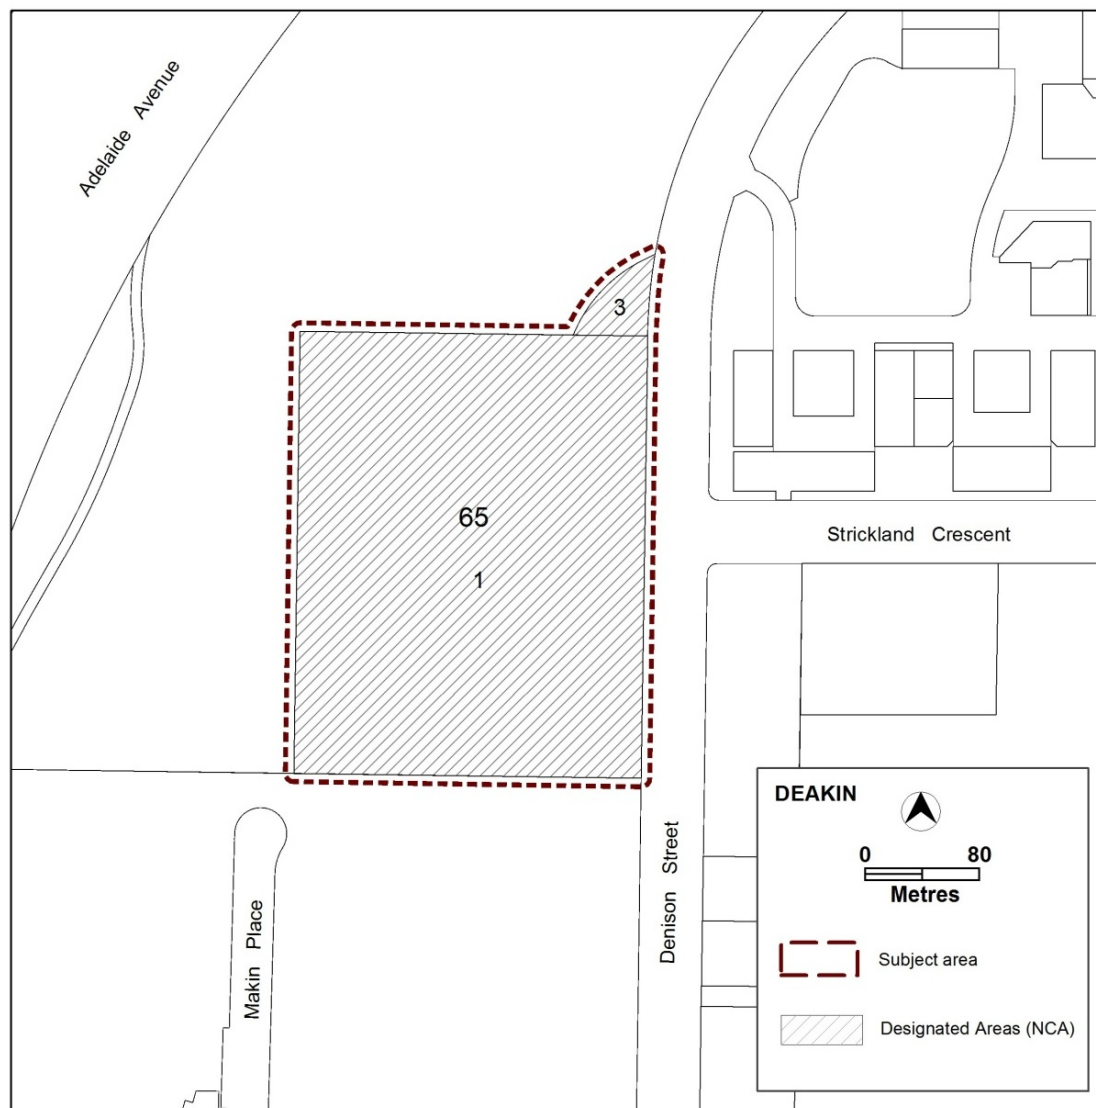 Adelaide Avenue
3
65
1
Strickland Crescent
Denison Street
Makin Place
DEAKIN
0 80
Metres
Subject area
Designated Areas (NCA)